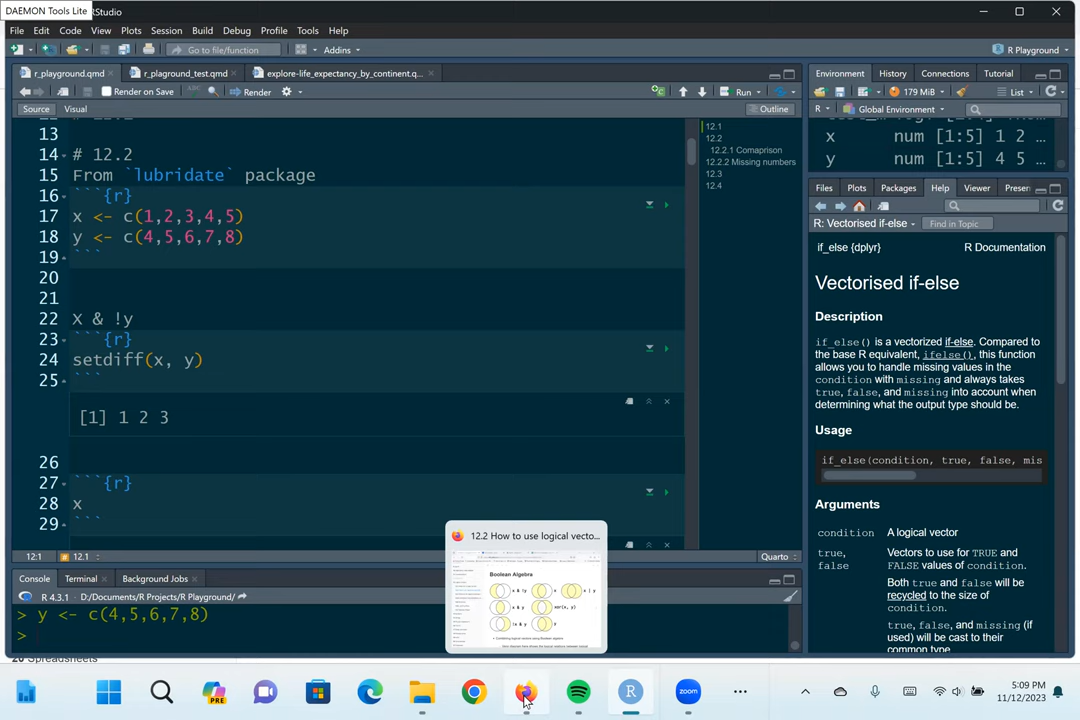 DAEMON Tools Lite
RStudio
File Edit Code View Plots Session Build Debug Profile Tools Help
Go to file/function Addins R Playground
r_playground.qmd r_plaground_test.qmd explore-life_expectancy_by_continent.q...
Render on Save Render Run
Source Visual Outline
13
14 # 12.2
15 From `lubridate` package
16 ```{r}
17 x <- c(1,2,3,4,5)
18 y <- c(4,5,6,7,8)
19 ```
20
21
22 X & !y
23 ```{r}
24 setdiff(x, y)
25 ```
[1] 1 2 3
26
27 ```{r}
28 x
29 ```
12:1 12.1 Quarto
12.1
12.2
12.2.1 Comaprison
12.2.2 Missing numbers
12.3
12.4
Console Terminal Background Jobs
R 4.3.1 · D:/R Projects/R Playground/
> y <- c(4,5,6,7,8)
>
Environment History Connections Tutorial
179 MiB List
R Global Environment
x num [1:5] 1 2 ...
y num [1:5] 4 5 ...
Files Plots Packages Help Viewer Presen
R: Vectorised if-else Find in Topic
if_else {dplyr} R Documentation
Vectorised if-else
Description
if_else() is a vectorized if-else. Compared to
the base R equivalent, ifelse(), this function
allows you to handle missing values in the
condition with missing and always takes
true, false, and missing into account when
determining what the output type should be.
Usage
if_else(condition, true, false, mis
Arguments
condition A logical vector
true, false Vectors to use for TRUE and
FALSE values of condition.
Both true and false will be
recycled to the size of
condition.
true, false, and missing (if
used) will be cast to their
common type.
12.2 How to use logical vecto...
Boolean Algebra
x & !y x x | y
x & y xor(x, y)
!x & y y
Spreadsheets
PRE
R
zoom
5:09 PM
11/12/2023